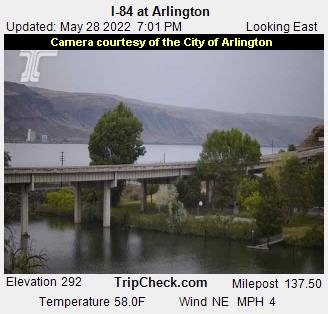 I-84 at Arlington
Updated: May 28 2022 7:01 PM Looking East
Camera courtesy of the City of Arlington
Elevation 292 TripCheck.com Milepost 137.50
Temperature 58.0F Wind NE MPH 4